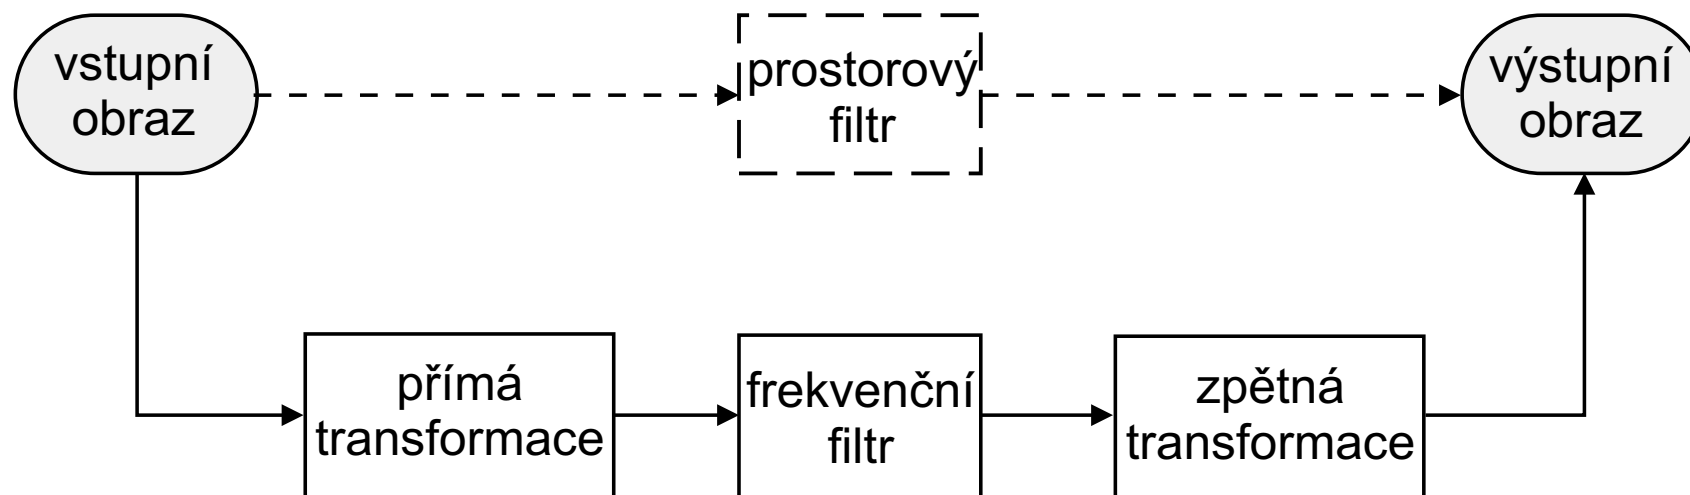 vstupní
obraz
prostorový
filtr
výstupní
obraz
přímá
transformace
frekvenční
filtr
zpětná
transformace